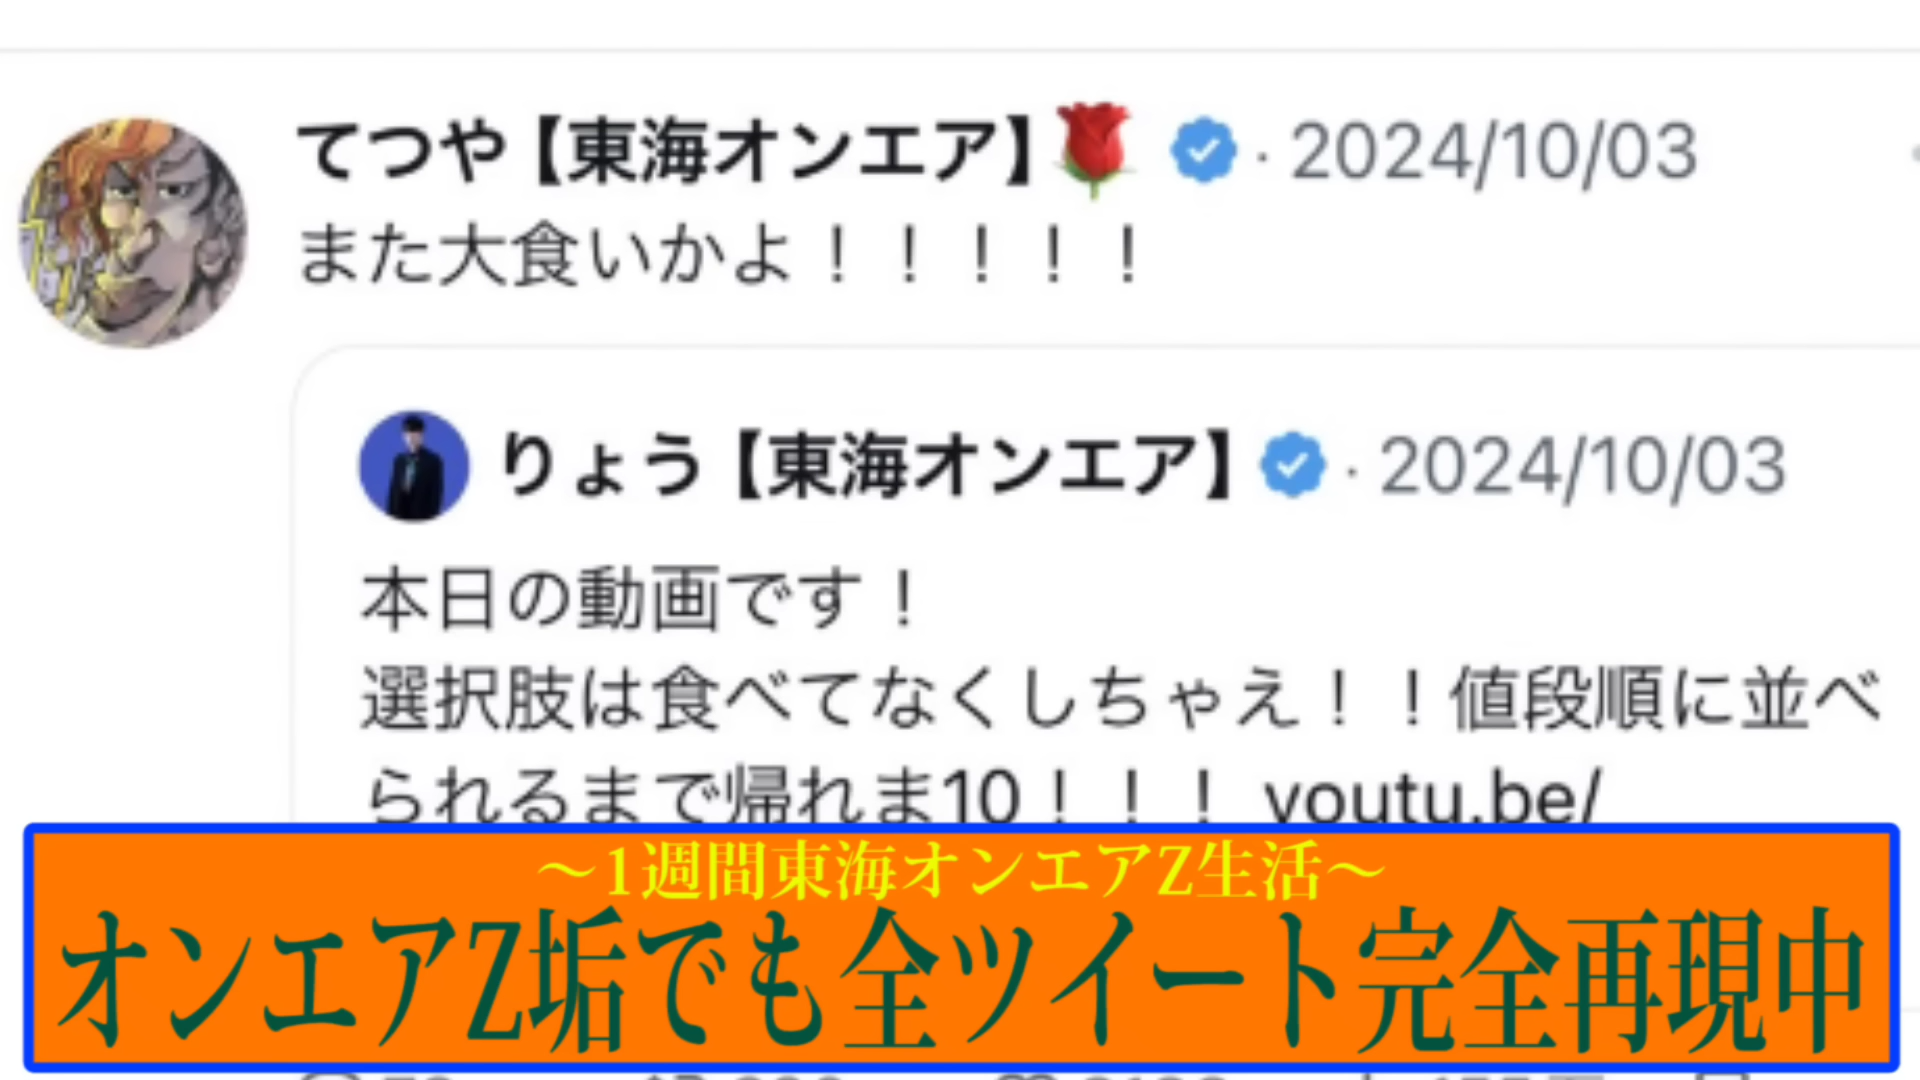 てつや【東海オンエア】🌹 · 2024/10/03
また大食いかよ！！！！！
りょう【東海オンエア】 · 2024/10/03
本日の動画です！
選択肢は食べてなくしちゃえ！！値段順に並べ
られるまで帰れま10！！！ youtu.be/
～1週間東海オンエアZ生活～
オンエアZ垢でも全ツイート完全再現中